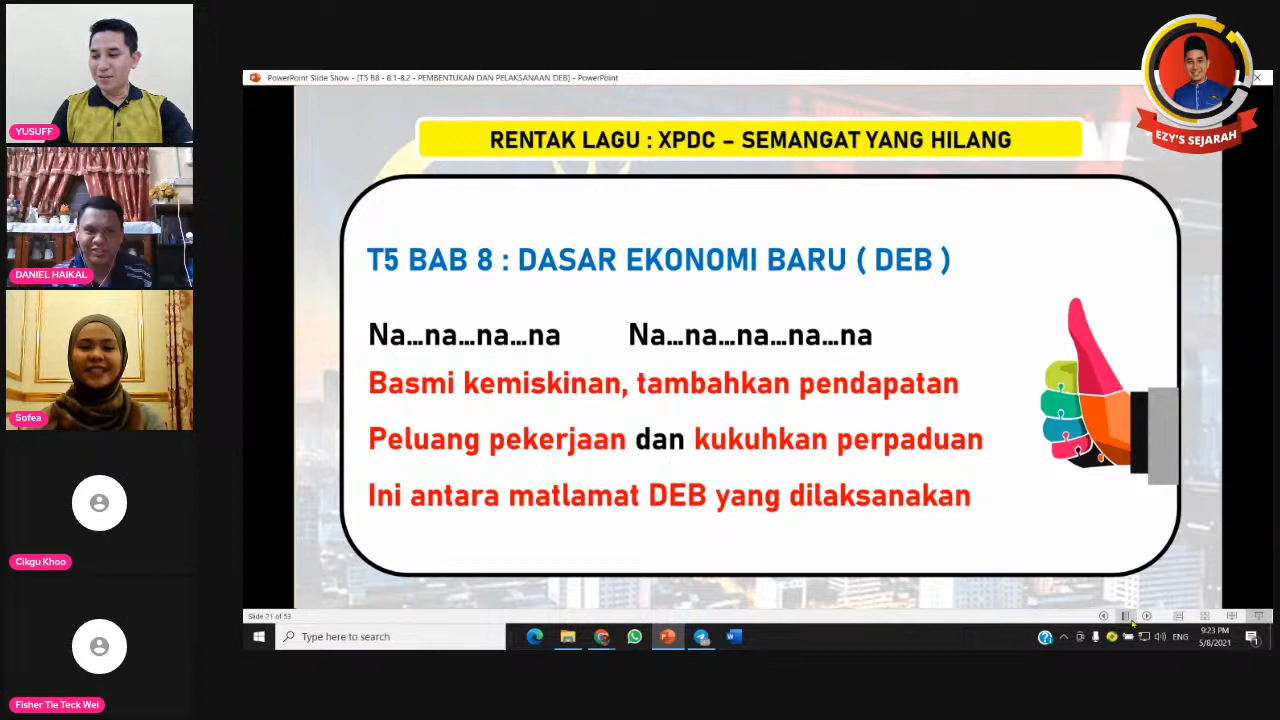 YUSUFF
DANIEL HAIKAL
Sofea
Cikgu Khoo
Fisher Tie Teck Wei
PowerPoint Slide Show - [T5 B8 - 8.1-8.2 - PEMBENTUKAN DAN PELAKSANAAN DEB] - PowerPoint
EZY'S SEJARAH
RENTAK LAGU : XPDC – SEMANGAT YANG HILANG
T5 BAB 8 : DASAR EKONOMI BARU ( DEB )
Na...na...na...na Na...na...na...na...na
Basmi kemiskinan, tambahkan pendapatan
Peluang pekerjaan dan kukuhkan perpaduan
Ini antara matlamat DEB yang dilaksanakan
Slide 21 of 53
Type here to search
ENG
9:23 PM
5/8/2021